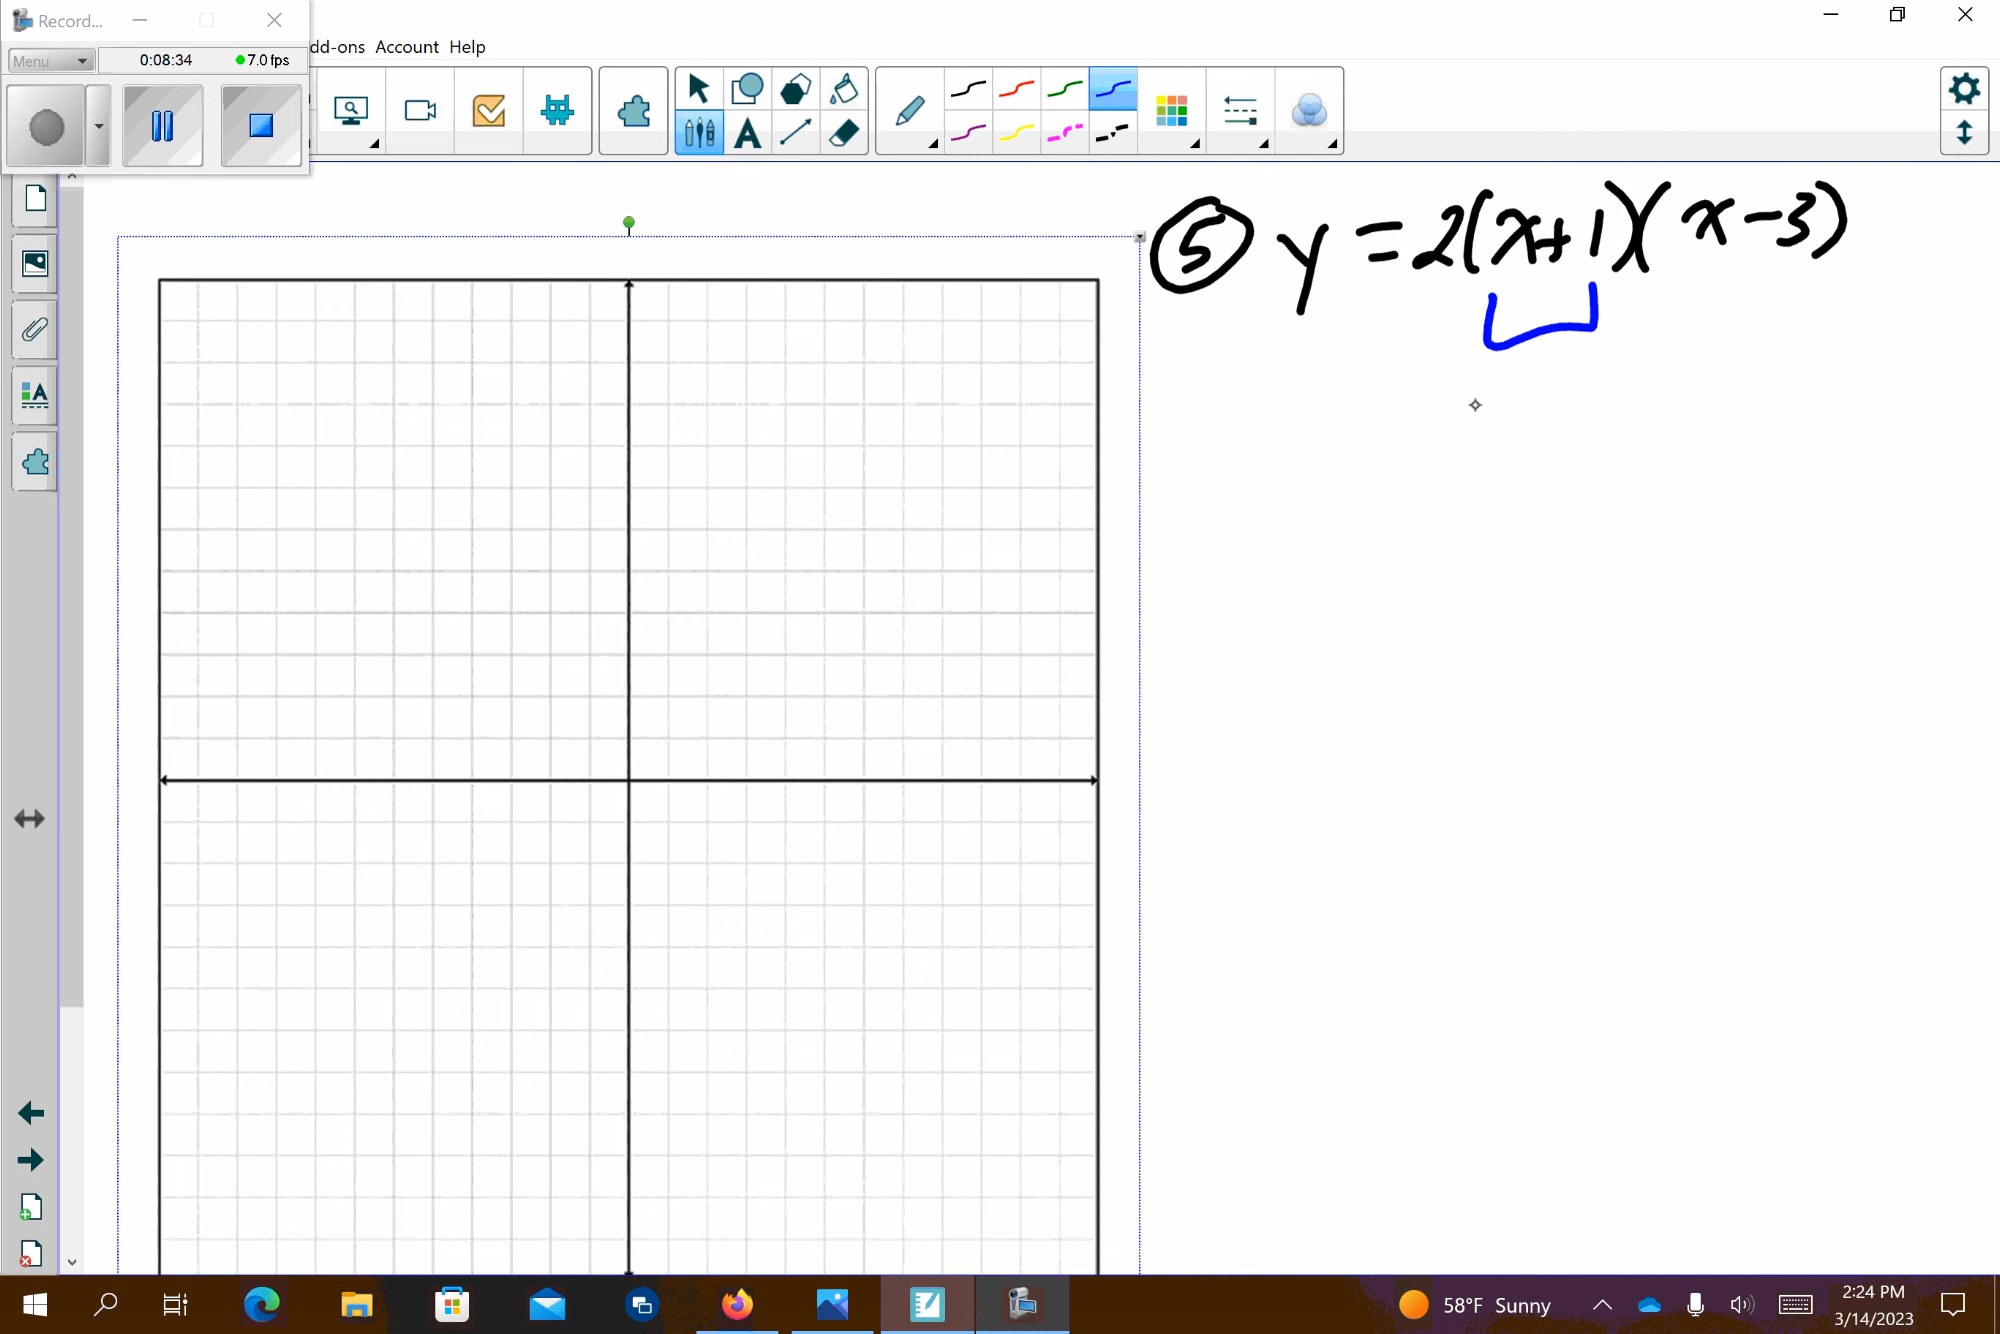 Record...
Menu
0:08:34
7.0 fps
dd-ons Account Help
A
A
⑤ y = 2(x+1)(x-3)
58°F Sunny
2:24 PM
3/14/2023